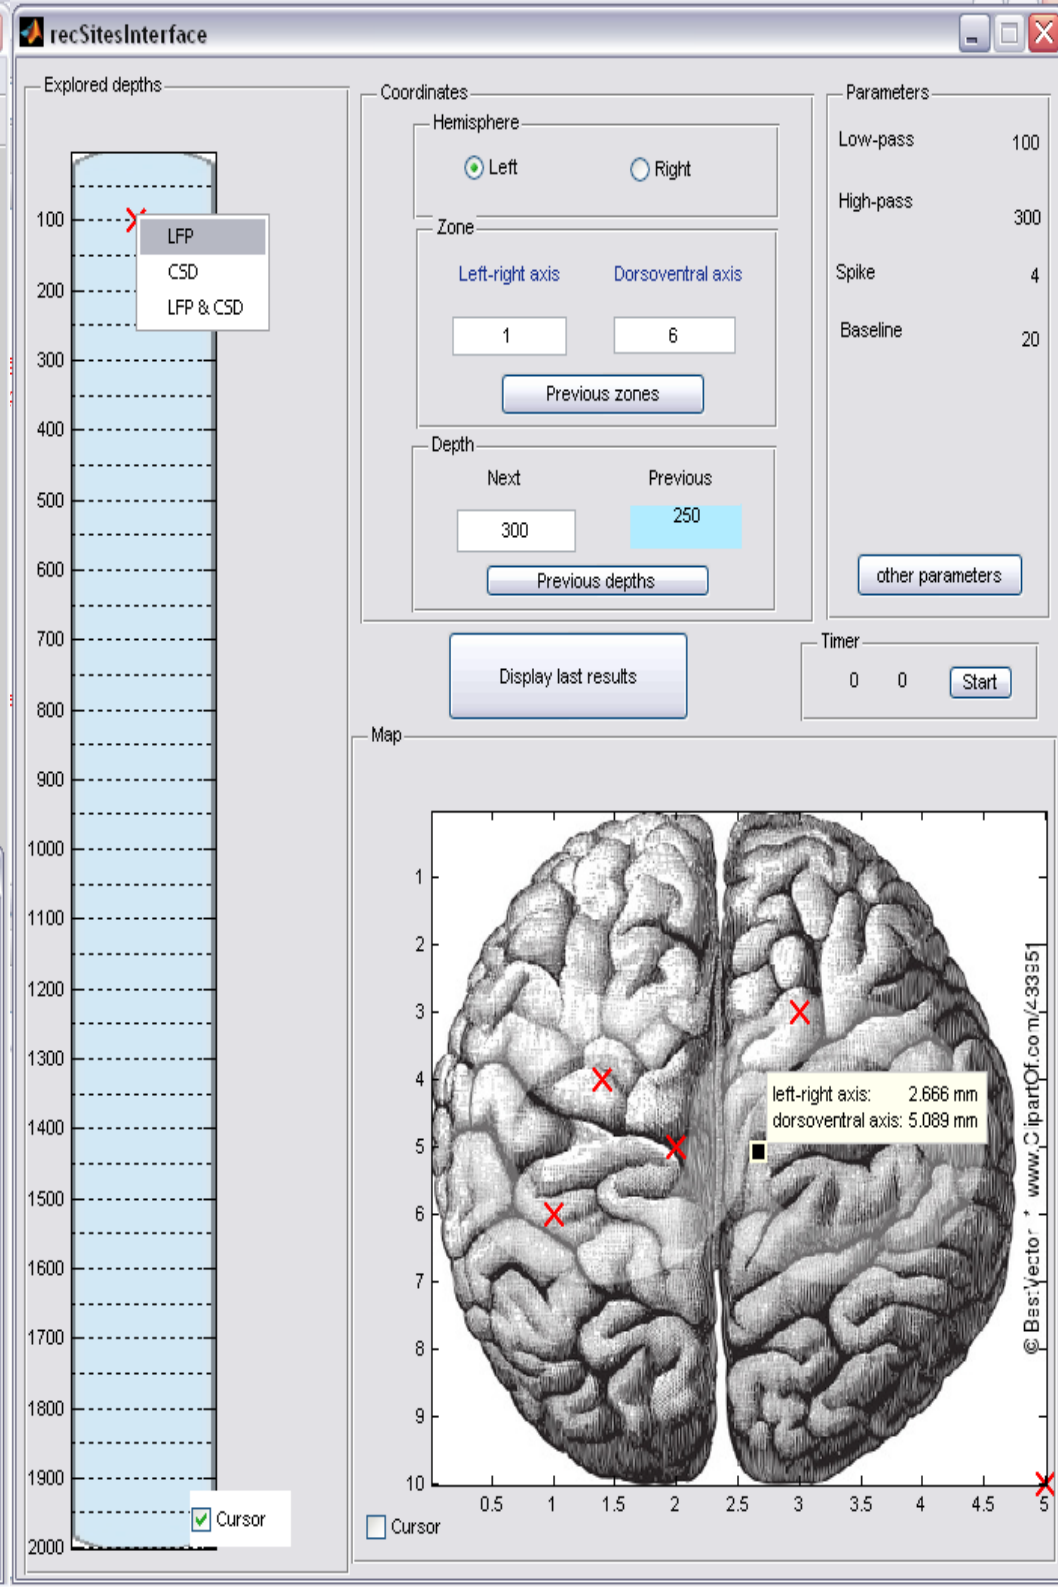 recSitesInterface
Explored depths
100
200
300
400
500
600
700
800
900
1000
1100
1200
1300
1400
1500
1600
1700
1800
1900
2000
LFP
CSD
LFP & CSD
Cursor
Coordinates
Hemisphere
Left Right
Zone
Left-right axis Dorsoventral axis
1 6
Previous zones
Depth
Next Previous
300 250
Previous depths
Parameters
Low-pass 100
High-pass 300
Spike 4
Baseline 20
other parameters
Display last results
Timer
0 0 Start
Map
1
2
3
4
5
6
7
8
9
10
left-right axis: 2.666 mm
dorsoventral axis: 5.089 mm
© BestVector * www.ClipartOf.com/433951
0.5 1 1.5 2 2.5 3 3.5 4 4.5 5
Cursor